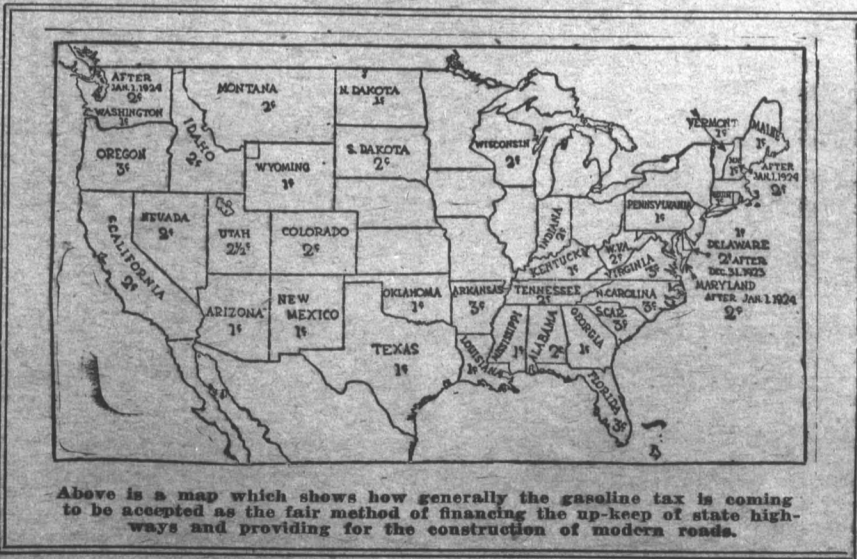 AFTER
JAN. 1. 1924
2¢
WASHINGTON
1¢
OREGON
3¢
IDAHO
2¢
MONTANA
2¢
N. DAKOTA
1¢
S. DAKOTA
2¢
WYOMING
1¢
NEVADA
2¢
UTAH
2½¢
COLORADO
2¢
CALIFORNIA
2¢
ARIZONA
1¢
NEW
MEXICO
1¢
OKLAHOMA
1¢
TEXAS
1¢
ARKANSAS
3¢
LOUISIANA
1¢
WISCONSIN
2¢
INDIANA
2¢
KENTUCKY
1¢
TENNESSEE
2¢
MISSISSIPPI
1¢
ALABAMA
2¢
GEORGIA
1¢
FLORIDA
3¢
S.CAR.
3¢
N. CAROLINA
3¢
VIRGINIA
3¢
W.VA.
2¢
PENNSYLVANIA
1¢
VERMONT
1¢
1¢
MAINE
1¢
AFTER
JAN. 1. 1924
2¢
1¢
DELAWARE
2¢ AFTER
DEC. 31. 1923
MARYLAND
AFTER JAN. 1. 1924
2¢
Above is a map which shows how generally the gasoline tax is coming
to be accepted as the fair method of financing the up-keep of state high-
ways and providing for the construction of modern roads.